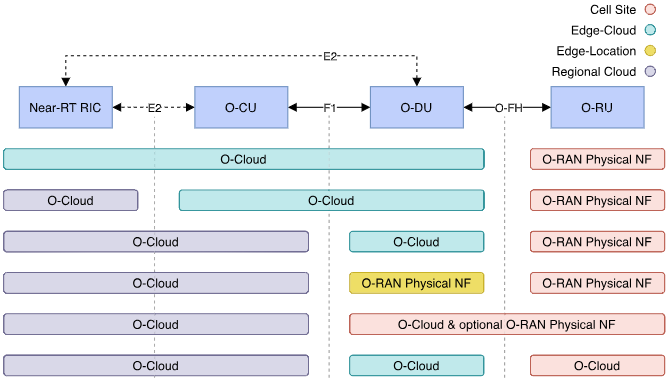 Cell Site
Edge-Cloud
Edge-Location
Regional Cloud
E2
Near-RT RIC
E2
O-CU
F1
O-DU
O-FH
O-RU
O-Cloud
O-RAN Physical NF
O-Cloud
O-Cloud
O-RAN Physical NF
O-Cloud
O-Cloud
O-RAN Physical NF
O-Cloud
O-RAN Physical NF
O-RAN Physical NF
O-Cloud
O-Cloud & optional O-RAN Physical NF
O-Cloud
O-Cloud
O-Cloud